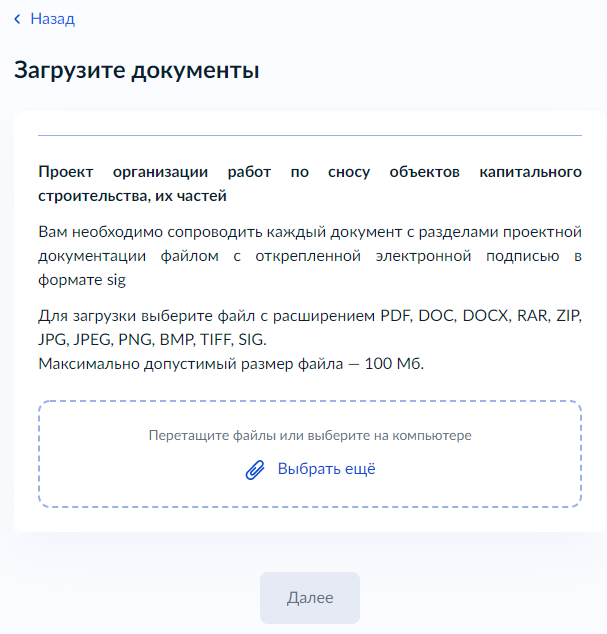 Назад
Загрузите документы
Проект организации работ по сносу объектов капитального
строительства, их частей
Вам необходимо сопроводить каждый документ с разделами проектной
документации файлом с открепленной электронной подписью в
формате sig
Для загрузки выберите файл с расширением PDF, DOC, DOCX, RAR, ZIP,
JPG, JPEG, PNG, BMP, TIFF, SIG.
Максимально допустимый размер файла — 100 Мб.
Перетащите файлы или выберите на компьютере
Выбрать ещё
Далее